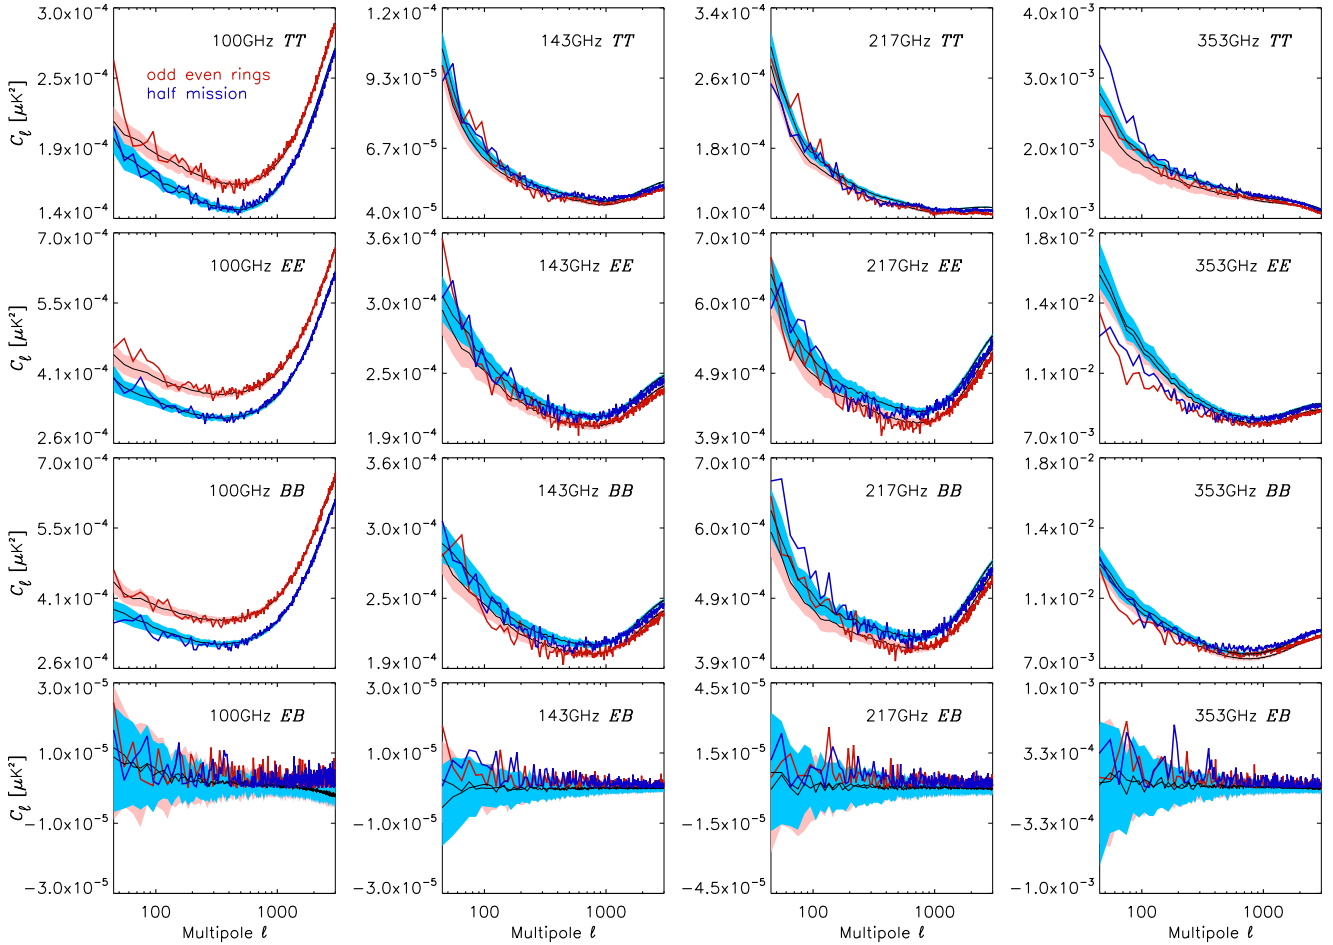 3.0x10⁻⁴
2.5x10⁻⁴
1.9x10⁻⁴
1.4x10⁻⁴
Cℓ [μK²]
100GHz TT
odd even rings
half mission
1.2x10⁻⁴
9.3x10⁻⁵
6.7x10⁻⁵
4.0x10⁻⁵
143GHz TT
3.4x10⁻⁴
2.6x10⁻⁴
1.8x10⁻⁴
1.0x10⁻⁴
217GHz TT
4.0x10⁻³
3.0x10⁻³
2.0x10⁻³
1.0x10⁻³
353GHz TT
7.0x10⁻⁴
5.5x10⁻⁴
4.1x10⁻⁴
2.6x10⁻⁴
Cℓ [μK²]
100GHz EE
3.6x10⁻⁴
3.0x10⁻⁴
2.5x10⁻⁴
1.9x10⁻⁴
143GHz EE
7.0x10⁻⁴
6.0x10⁻⁴
4.9x10⁻⁴
3.9x10⁻⁴
217GHz EE
1.8x10⁻²
1.4x10⁻²
1.1x10⁻²
7.0x10⁻³
353GHz EE
7.0x10⁻⁴
5.5x10⁻⁴
4.1x10⁻⁴
2.6x10⁻⁴
Cℓ [μK²]
100GHz BB
3.6x10⁻⁴
3.0x10⁻⁴
2.5x10⁻⁴
1.9x10⁻⁴
143GHz BB
7.0x10⁻⁴
6.0x10⁻⁴
4.9x10⁻⁴
3.9x10⁻⁴
217GHz BB
1.8x10⁻²
1.4x10⁻²
1.1x10⁻²
7.0x10⁻³
353GHz BB
3.0x10⁻⁵
1.0x10⁻⁵
−1.0x10⁻⁵
−3.0x10⁻⁵
Cℓ [μK²]
100GHz EB
100 1000
Multipole ℓ
3.0x10⁻⁵
1.0x10⁻⁵
−1.0x10⁻⁵
−3.0x10⁻⁵
143GHz EB
100 1000
Multipole ℓ
4.5x10⁻⁵
1.5x10⁻⁵
−1.5x10⁻⁵
−4.5x10⁻⁵
217GHz EB
100 1000
Multipole ℓ
1.0x10⁻³
3.3x10⁻⁴
−3.3x10⁻⁴
−1.0x10⁻³
353GHz EB
100 1000
Multipole ℓ